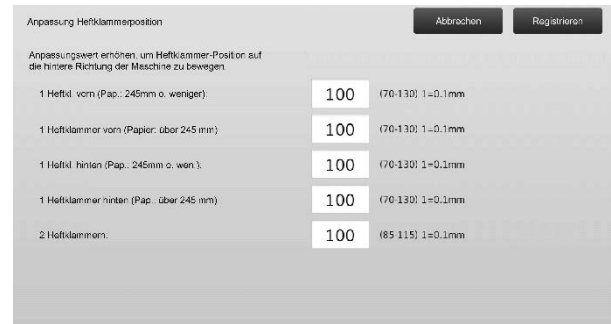 Anpassung Heftklammerposition
Abbrechen
Registrieren
Anpassungswert erhöhen, um Heftklammer-Position auf
die hintere Richtung der Maschine zu bewegen.
1 Heftkl. vorn (Pap.: 245mm o. weniger): 100 (70-130) 1=0.1mm
1 Heftklammer vorn (Papier: über 245 mm) 100 (70-130) 1=0.1mm
1 Heftkl. hinten (Pap.: 245mm o. wen.): 100 (70-130) 1=0.1mm
1 Heftklammer hinten (Pap.: über 245 mm) 100 (70-130) 1=0.1mm
2 Heftklammern: 100 (85-115) 1=0.1mm